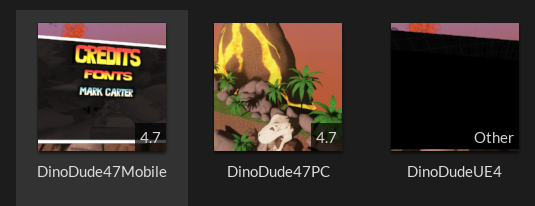 CREDITS
FONTS
MARK CARTER
4.7
4.7
Other
DinoDude47Mobile
DinoDude47PC
DinoDudeUE4